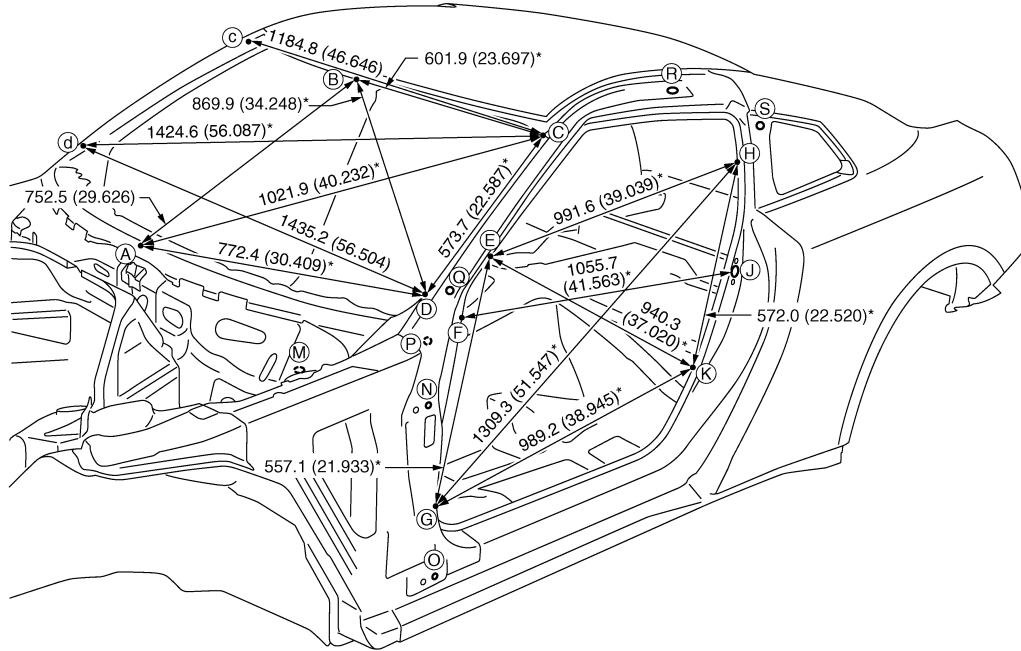 c
1184.8 (46.646)
601.9 (23.697)*
B
R
869.9 (34.248)*
S
1424.6 (56.087)*
C
d
H
1021.9 (40.232)*
991.6 (39.039)*
752.5 (29.626)
573.7 (22.587)*
1435.2 (56.504)
E
A
772.4 (30.409)*
1055.7
(41.563)*
J
Q
D
F
940.3
(37.020)*
572.0 (22.520)*
P
M
K
N
1309.3 (51.547)*
989.2 (38.945)*
557.1 (21.933)*
G
O